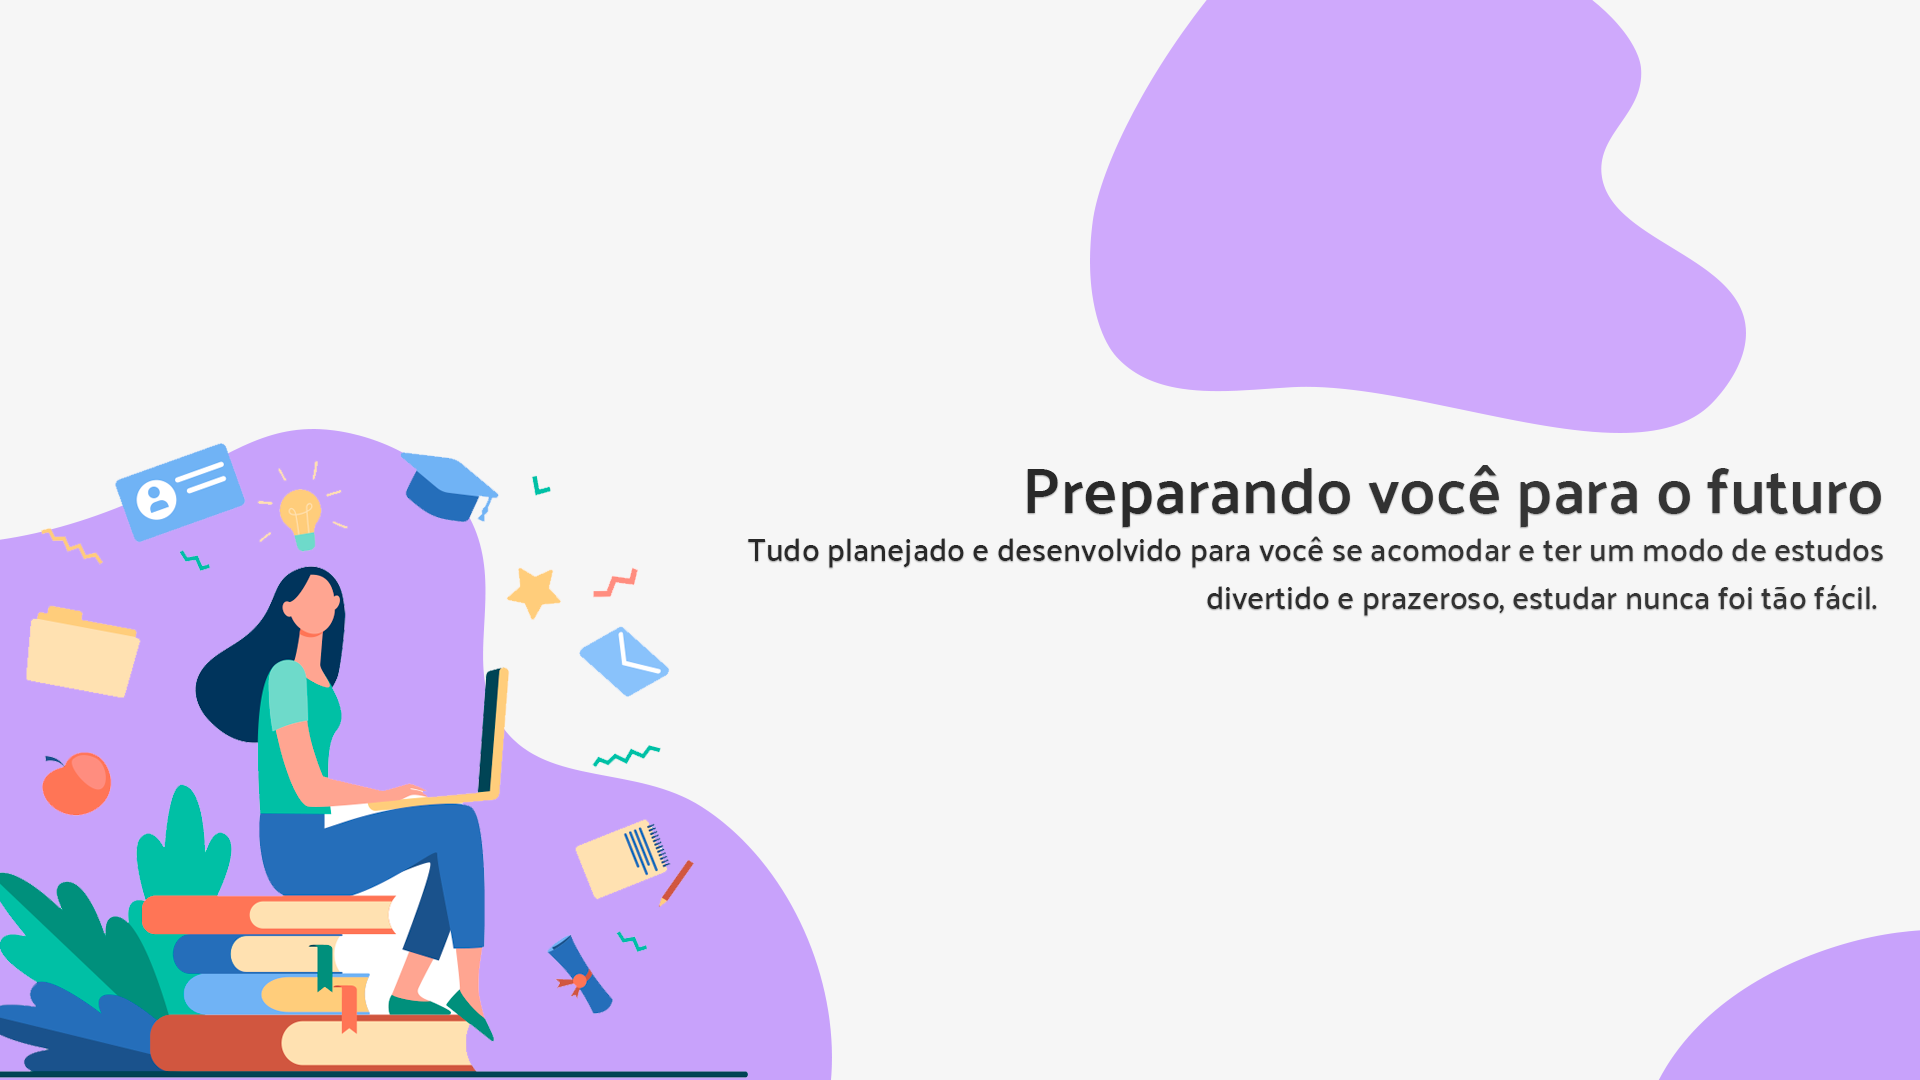 Preparando você para o futuro
Tudo planejado e desenvolvido para você se acomodar e ter um modo de estudos
divertido e prazeroso, estudar nunca foi tão fácil.